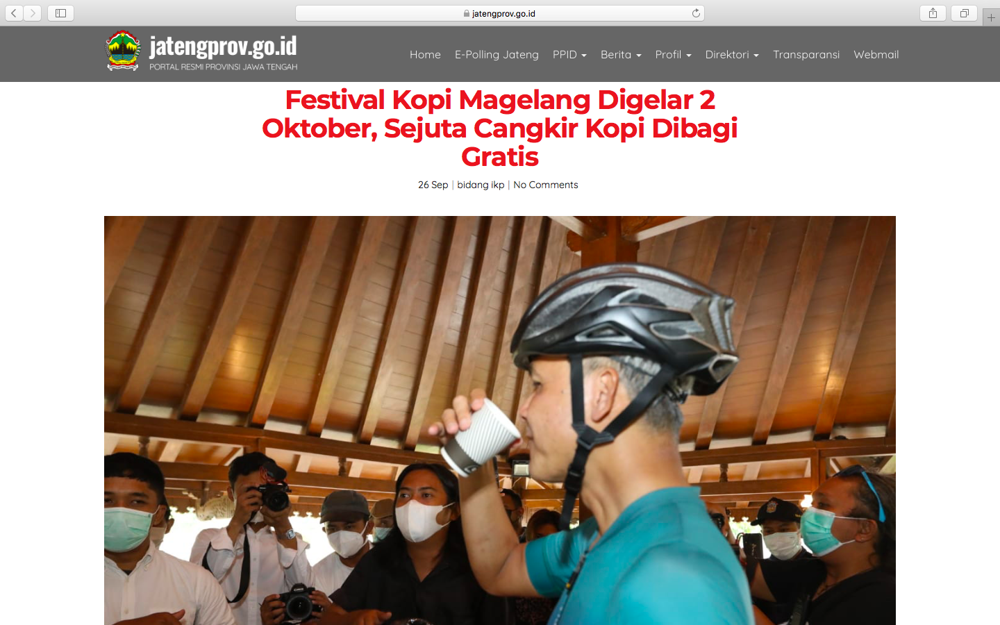 jatengprov.go.id
jatengprov.go.id
PORTAL RESMI PROVINSI JAWA TENGAH
Home E-Polling Jateng PPID Berita Profil Direktori Transparansi Webmail
Festival Kopi Magelang Digelar 2
Oktober, Sejuta Cangkir Kopi Dibagi
Gratis
26 Sep | bidang ikp | No Comments